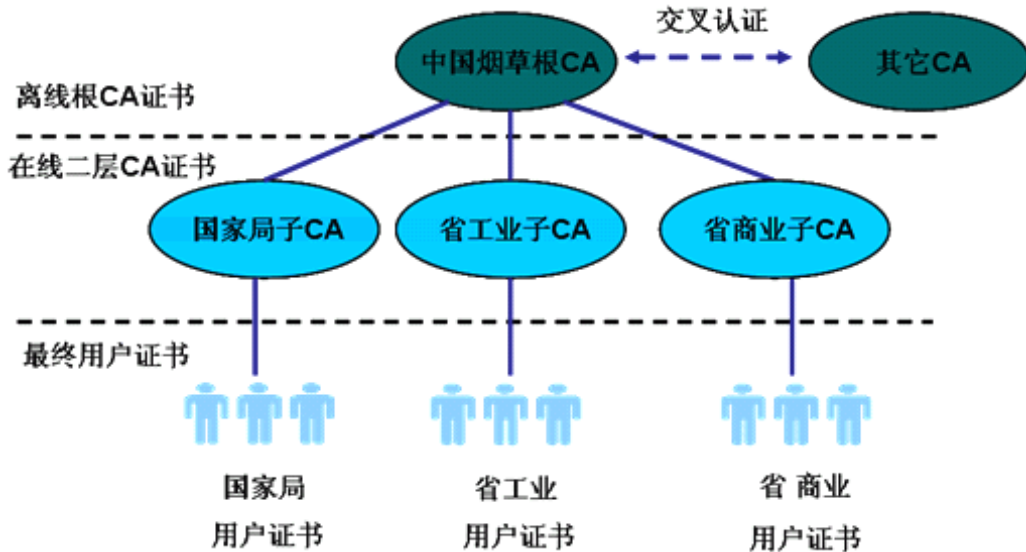 交叉认证
中国烟草根CA
其它CA
离线根CA证书
在线二层CA证书
国家局子CA
省工业子CA
省商业子CA
最终用户证书
国家局
用户证书
省工业
用户证书
省 商业
用户证书